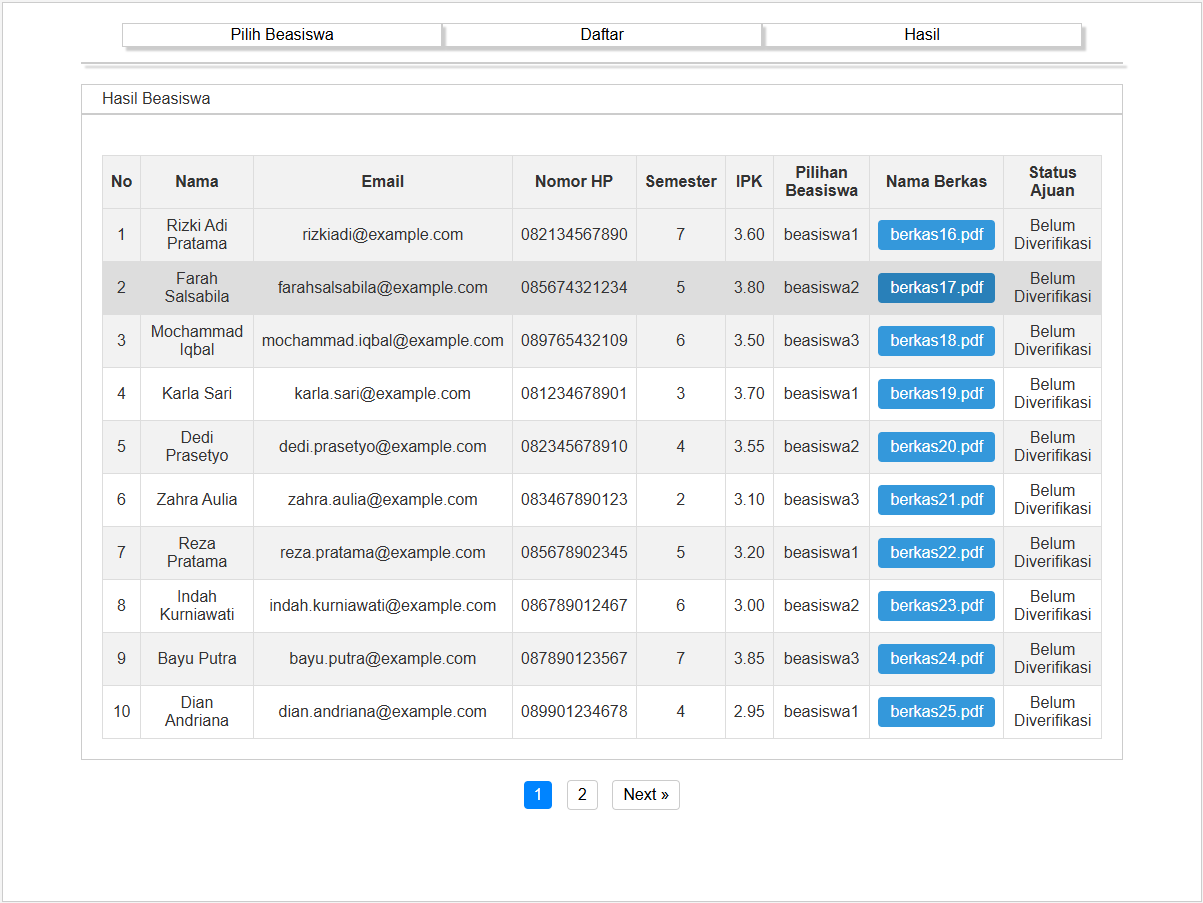 Pilih Beasiswa Daftar Hasil
Hasil Beasiswa
No Nama Email Nomor HP Semester IPK Pilihan Beasiswa Nama Berkas Status Ajuan
1 Rizki Adi Pratama rizkiadi@example.com 082134567890 7 3.60 beasiswa1 berkas16.pdf Belum Diverifikasi
2 Farah Salsabila farahsalsabila@example.com 085674321234 5 3.80 beasiswa2 berkas17.pdf Belum Diverifikasi
3 Mochammad Iqbal mochammad.iqbal@example.com 089765432109 6 3.50 beasiswa3 berkas18.pdf Belum Diverifikasi
4 Karla Sari karla.sari@example.com 081234678901 3 3.70 beasiswa1 berkas19.pdf Belum Diverifikasi
5 Dedi Prasetyo dedi.prasetyo@example.com 082345678910 4 3.55 beasiswa2 berkas20.pdf Belum Diverifikasi
6 Zahra Aulia zahra.aulia@example.com 083467890123 2 3.10 beasiswa3 berkas21.pdf Belum Diverifikasi
7 Reza Pratama reza.pratama@example.com 085678902345 5 3.20 beasiswa1 berkas22.pdf Belum Diverifikasi
8 Indah Kurniawati indah.kurniawati@example.com 086789012467 6 3.00 beasiswa2 berkas23.pdf Belum Diverifikasi
9 Bayu Putra bayu.putra@example.com 087890123567 7 3.85 beasiswa3 berkas24.pdf Belum Diverifikasi
10 Dian Andriana dian.andriana@example.com 089901234678 4 2.95 beasiswa1 berkas25.pdf Belum Diverifikasi
1 2 Next »